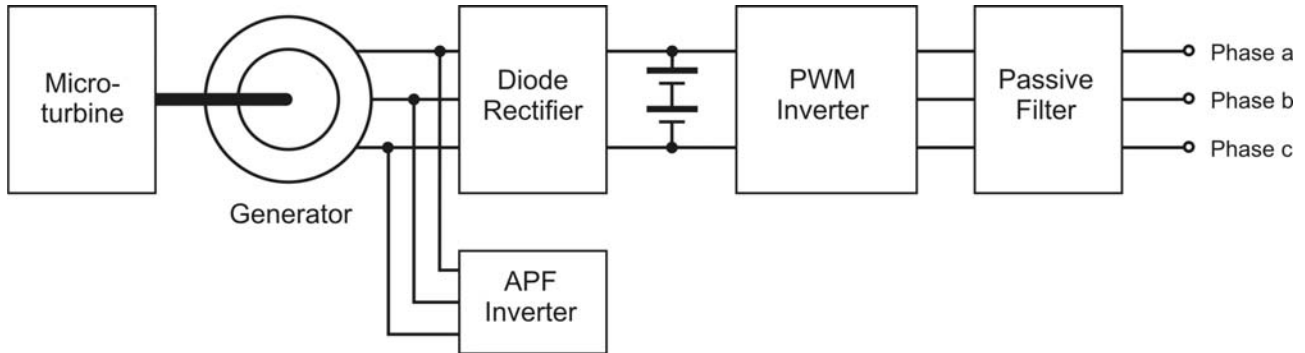 Micro-
turbine
Generator
Diode
Rectifier
APF
Inverter
PWM
Inverter
Passive
Filter
Phase a
Phase b
Phase c